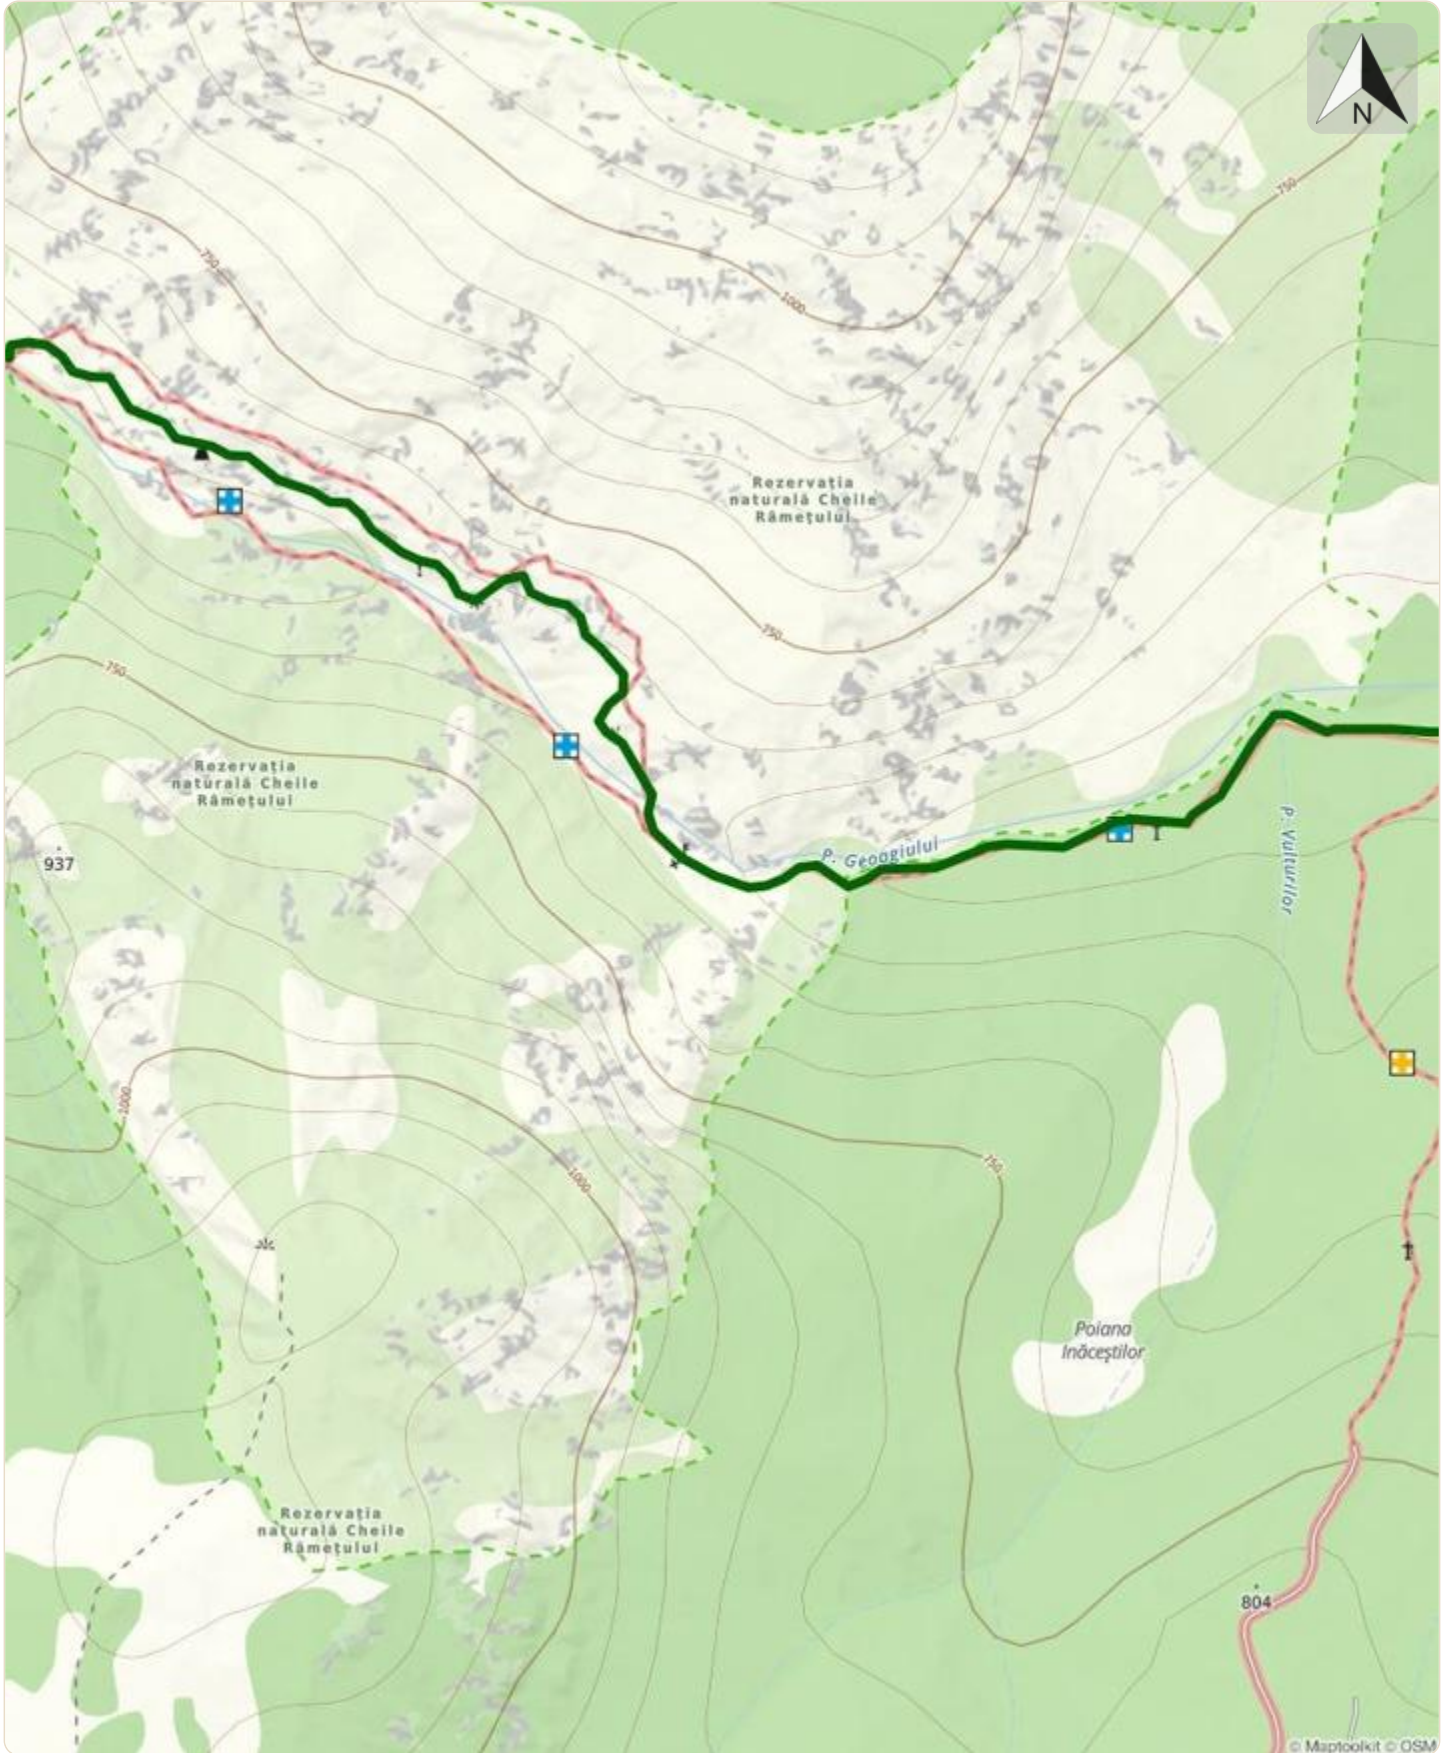 N
750
750
1000
Rezervația
naturală Cheile
Râmețului
750
750
Rezervația
naturală Cheile
Râmețului
P. Geoagiului
P. Vulturilor
937
1000
750
1000
Poiana
Inăceștilor
Rezervația
naturală Cheile
Râmețului
804
© Maptoolkit © OSM